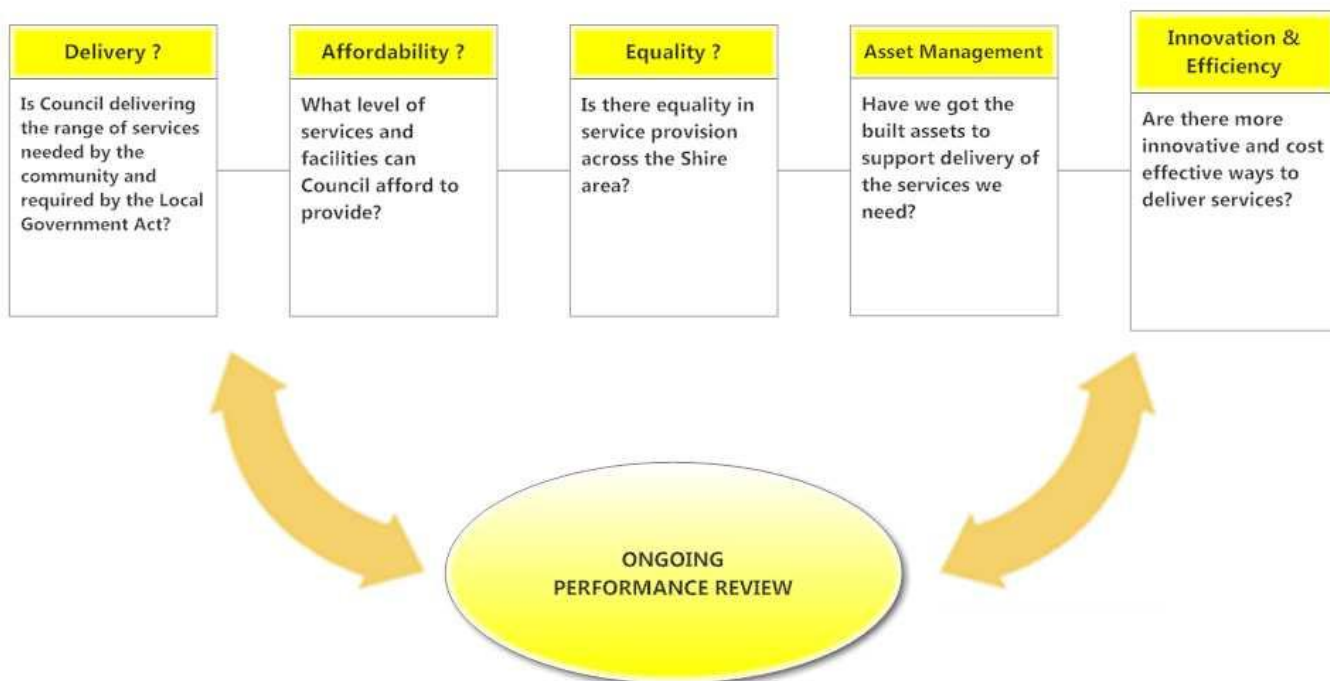 Delivery ?
Is Council delivering
the range of services
needed by the
community and
required by the Local
Government Act?
Affordability ?
What level of
services and
facilities can
Council afford to
provide?
Equality ?
Is there equality in
service provision
across the Shire
area?
Asset Management
Have we got the
built assets to
support delivery of
the services we
need?
Innovation &
Efficiency
Are there more
innovative and cost
effective ways to
deliver services?
ONGOING
PERFORMANCE REVIEW